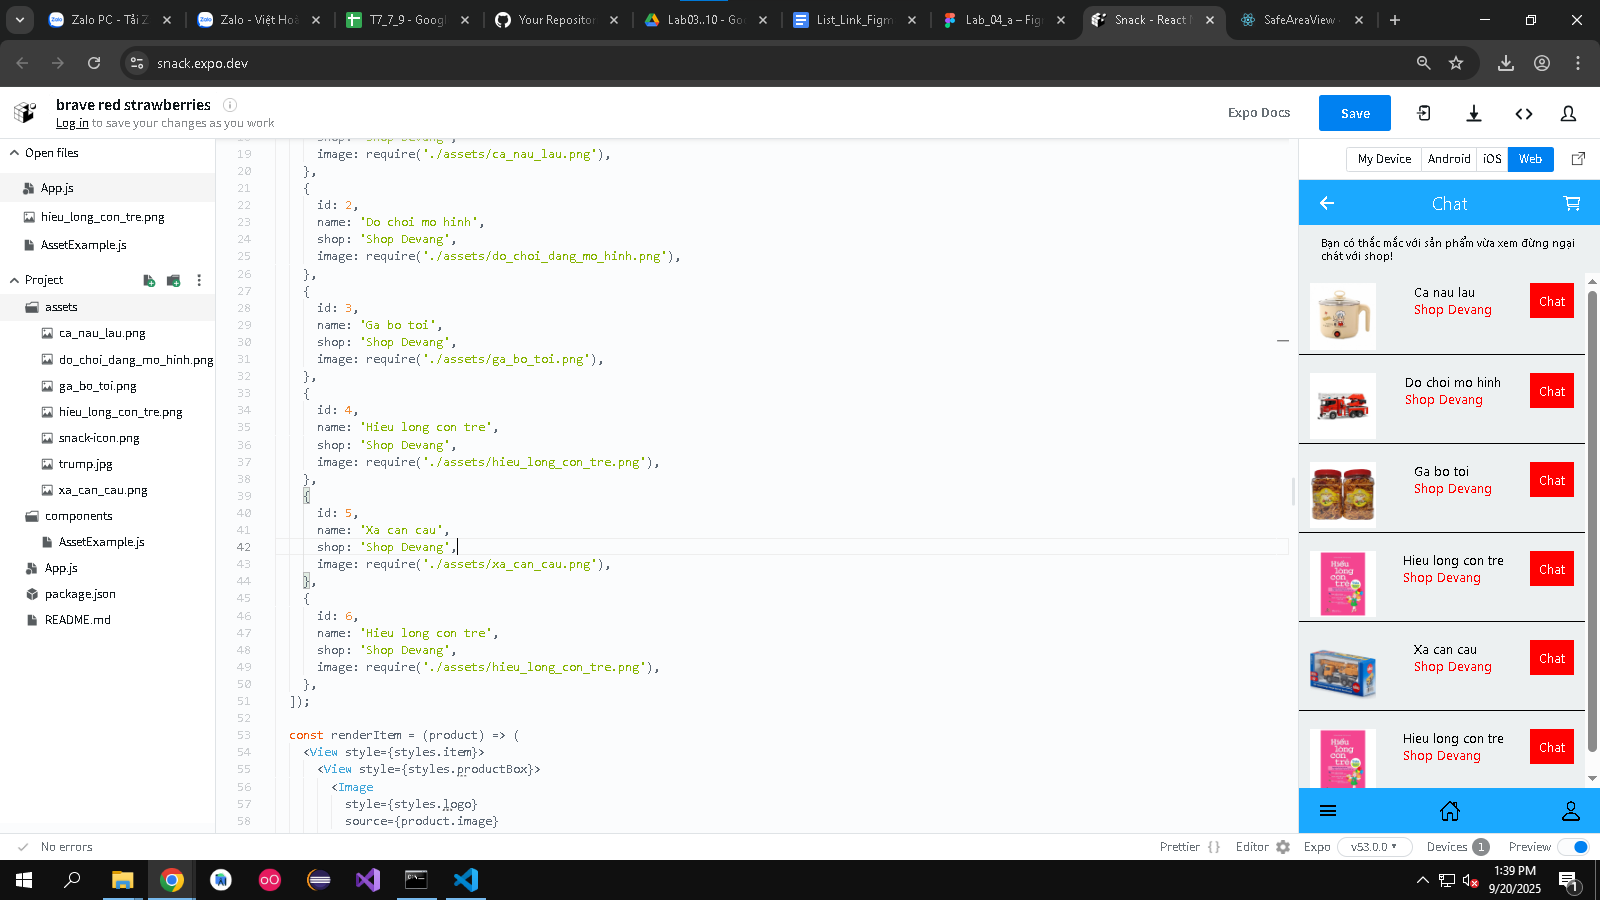 Zalo PC - Tải Z
Zalo - Việt Hoà
T7_7_9 - Googl
Your Repositor
Lab03..10 - Go
List_Link_Figm
Lab_04_a – Figm
Snack - React N
SafeAreaView
snack.expo.dev
brave red strawberries
Log in to save your changes as you work
Expo Docs
Save
Open files
App.js
hieu_long_con_tre.png
AssetExample.js
Project
assets
ca_nau_lau.png
do_choi_dang_mo_hinh.png
ga_bo_toi.png
hieu_long_con_tre.png
snack-icon.png
trump.jpg
xa_can_cau.png
components
AssetExample.js
App.js
package.json
README.md
shop: 'Shop Devang',
19 image: require('./assets/ca_nau_lau.png'),
20 },
21 {
22 id: 2,
23 name: 'Do choi mo hinh',
24 shop: 'Shop Devang',
25 image: require('./assets/do_choi_dang_mo_hinh.png'),
26 },
27 {
28 id: 3,
29 name: 'Ga bo toi',
30 shop: 'Shop Devang',
31 image: require('./assets/ga_bo_toi.png'),
32 },
33 {
34 id: 4,
35 name: 'Hieu long con tre',
36 shop: 'Shop Devang',
37 image: require('./assets/hieu_long_con_tre.png'),
38 },
39 {
40 id: 5,
41 name: 'Xa can cau',
42 shop: 'Shop Devang',
43 image: require('./assets/xa_can_cau.png'),
44 },
45 {
46 id: 6,
47 name: 'Hieu long con tre',
48 shop: 'Shop Devang',
49 image: require('./assets/hieu_long_con_tre.png'),
50 },
51 ]);
52
53 const renderItem = (product) => (
54 <View style={styles.item}>
55 <View style={styles.productBox}>
56 <Image
57 style={styles.logo}
58 source={product.image}
My Device
Android
iOS
Web
Chat
Bạn có thắc mắc với sản phẩm vừa xem đừng ngại
chát với shop!
Ca nau lau
Shop Devang
Chat
Do choi mo hinh
Shop Devang
Chat
Ga bo toi
Shop Devang
Chat
Hiểu
lòng
con
trẻ
Hieu long con tre
Shop Devang
Chat
Xa can cau
Shop Devang
Chat
Hiểu
lòng
con
trẻ
Hieu long con tre
Shop Devang
Chat
No errors
Prettier { }
Editor
Expo
v53.0.0
Devices 1
Preview
1:39 PM
9/20/2025
1